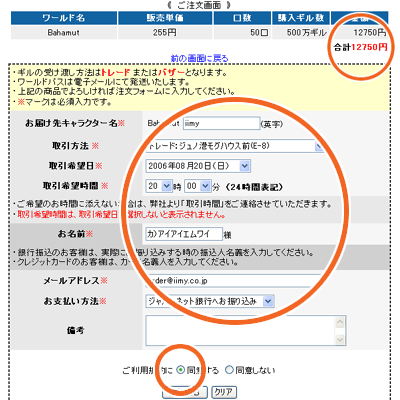 《 ご注文画面 》
ワールド名 販売単価 口数 購入ギル数 金額
Bahamut 255円 50口 500万ギル 12750円
合計12750円
前の画面に戻る
・ギルの受け渡し方法はトレードまたはバザーとなります。
・ワールドパスは電子メールにて発送いたします。
・上記の商品でよろしければ注文フォームに入力してください。
・※マークは必須入力です。
お届け先キャラクター名※ Bahamut iimy (英字)
取引方法 ※ トレード:ジュノ港モグハウス前(E-8)
取引希望日※ 2006年08月20日(日)
取引希望時間 ※ 20 時 00 分 (24時間表記)
・ご希望のお時間に添えない場合は、弊社より「取引時間」をご連絡させていただきます。
・取引希望時間は、取引希望日を選択しないと表示されません。
お名前※ カ)アイアイエムワイ 様
・銀行振込のお客様は、実際にお振り込みする時の振込人名義を入力してください。
・クレジットカードのお客様は、カード名義人を入力してください。
メールアドレス※ order@iimy.co.jp
お支払い方法※ ジャパンネット銀行へお振り込み
備考
ご利用規約に 同意する 同意しない
クリア